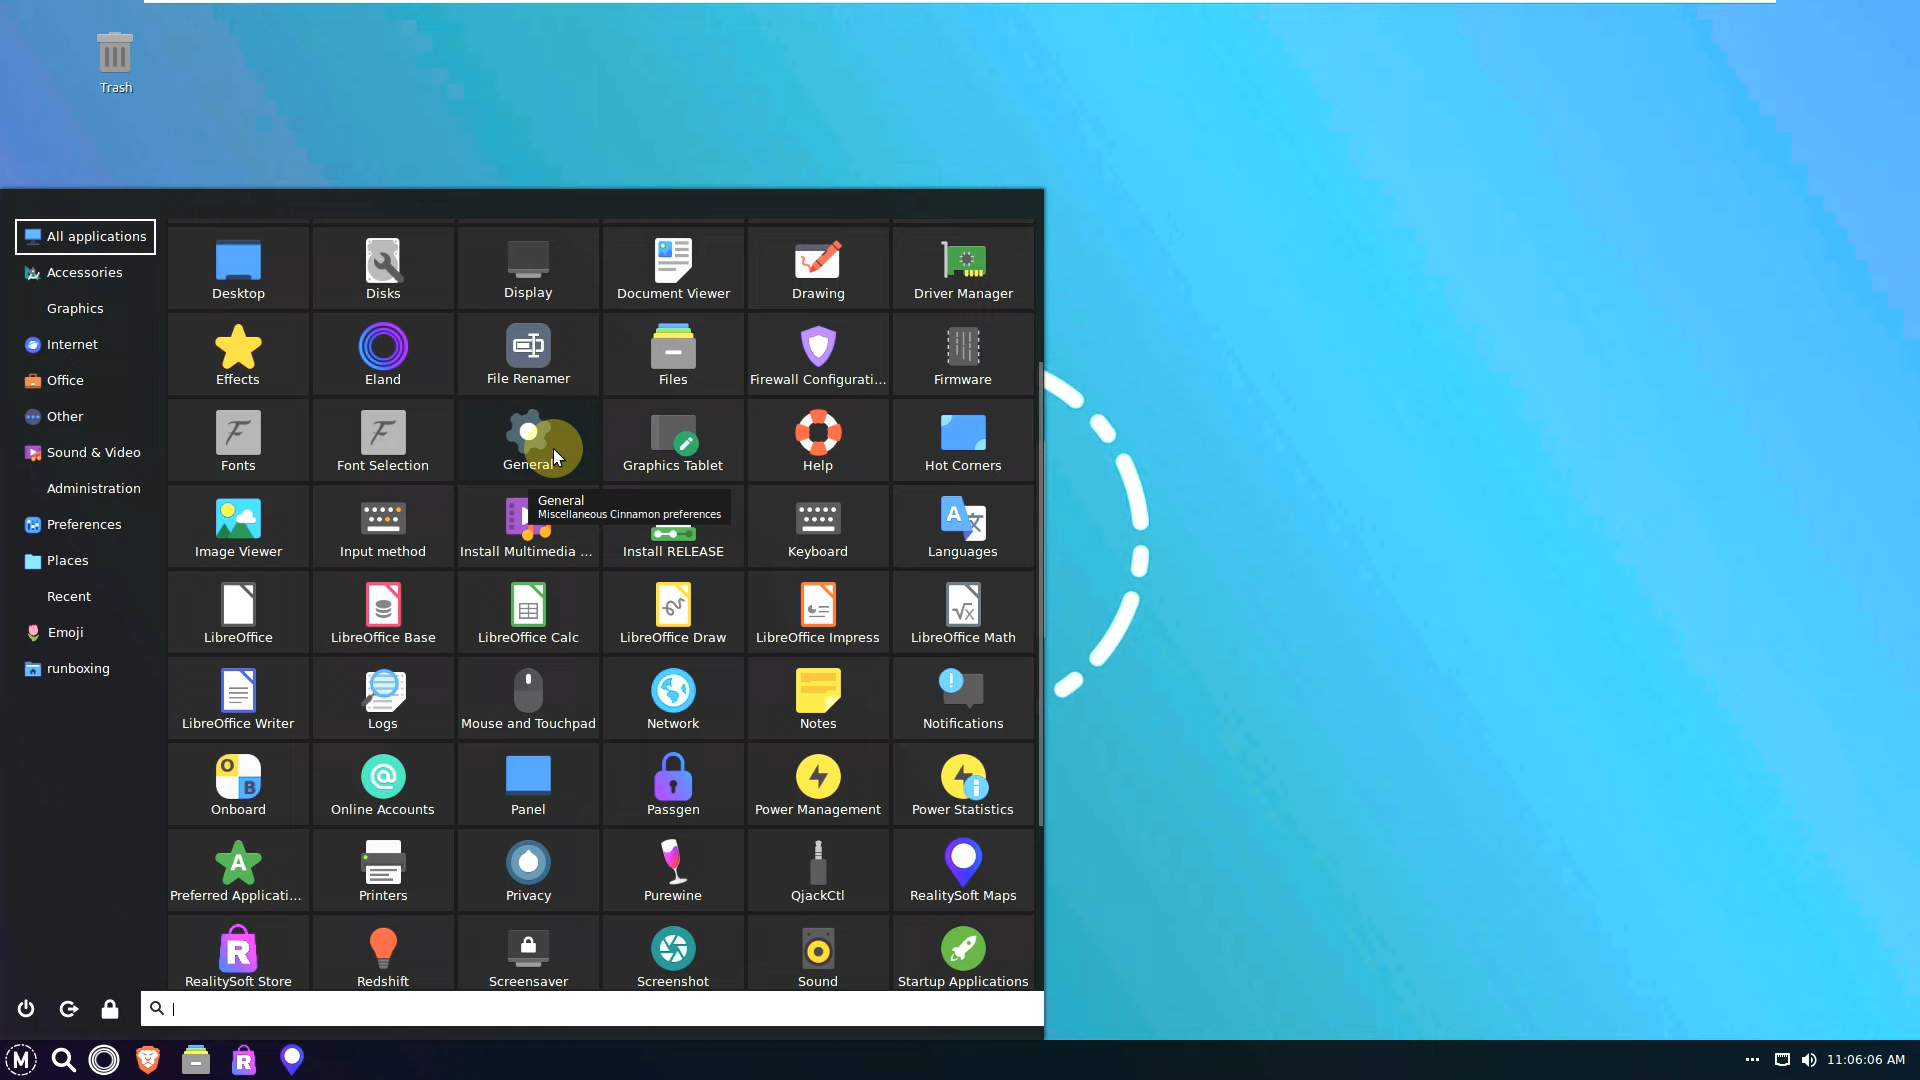 Trash
All applications
Accessories
Graphics
Internet
Office
Other
Sound & Video
Administration
Preferences
Places
Recent
Emoji
runboxing
Desktop
Disks
Display
Document Viewer
Drawing
Driver Manager
Effects
Eland
File Renamer
Files
Firewall Configurati...
Firmware
Fonts
Font Selection
General
Graphics Tablet
Help
Hot Corners
General
Miscellaneous Cinnamon preferences
Image Viewer
Input method
Install Multimedia ...
Install RELEASE
Keyboard
Languages
LibreOffice
LibreOffice Base
LibreOffice Calc
LibreOffice Draw
LibreOffice Impress
LibreOffice Math
LibreOffice Writer
Logs
Mouse and Touchpad
Network
Notes
Notifications
Onboard
Online Accounts
Panel
Passgen
Power Management
Power Statistics
Preferred Applicati...
Printers
Privacy
Purewine
QjackCtl
RealitySoft Maps
RealitySoft Store
Redshift
Screensaver
Screenshot
Sound
Startup Applications
11:06:06 AM